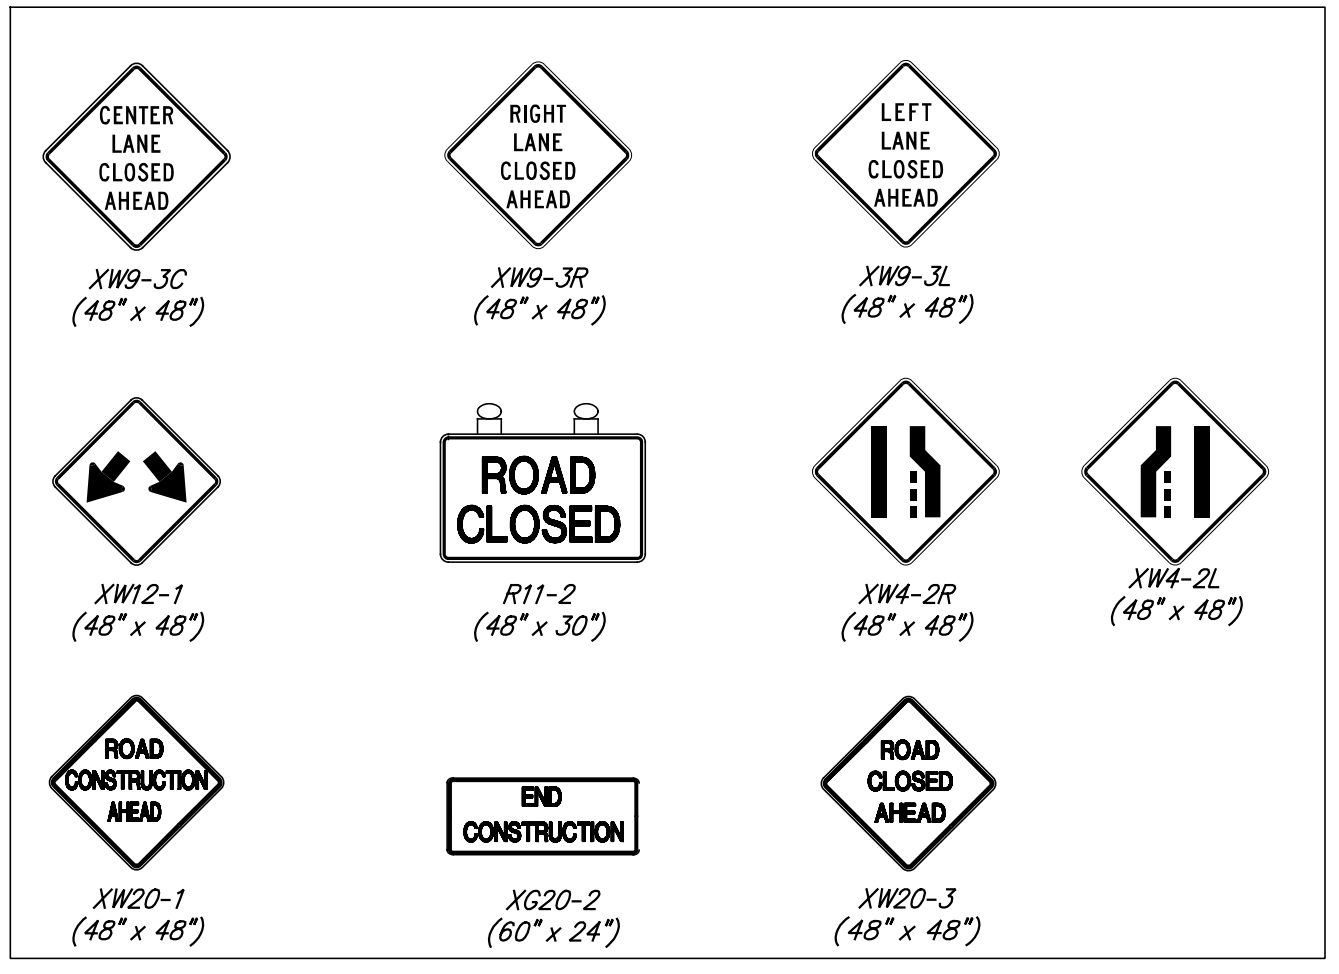 CENTER
LANE
CLOSED
AHEAD
XW9-3C
(48" x 48")
RIGHT
LANE
CLOSED
AHEAD
XW9-3R
(48" x 48")
LEFT
LANE
CLOSED
AHEAD
XW9-3L
(48" x 48")
XW12-1
(48" x 48")
ROAD
CLOSED
R11-2
(48" x 30")
XW4-2R
(48" x 48")
XW4-2L
(48" x 48")
ROAD
CONSTRUCTION
AHEAD
XW20-1
(48" x 48")
END
CONSTRUCTION
XG20-2
(60" x 24")
ROAD
CLOSED
AHEAD
XW20-3
(48" x 48")